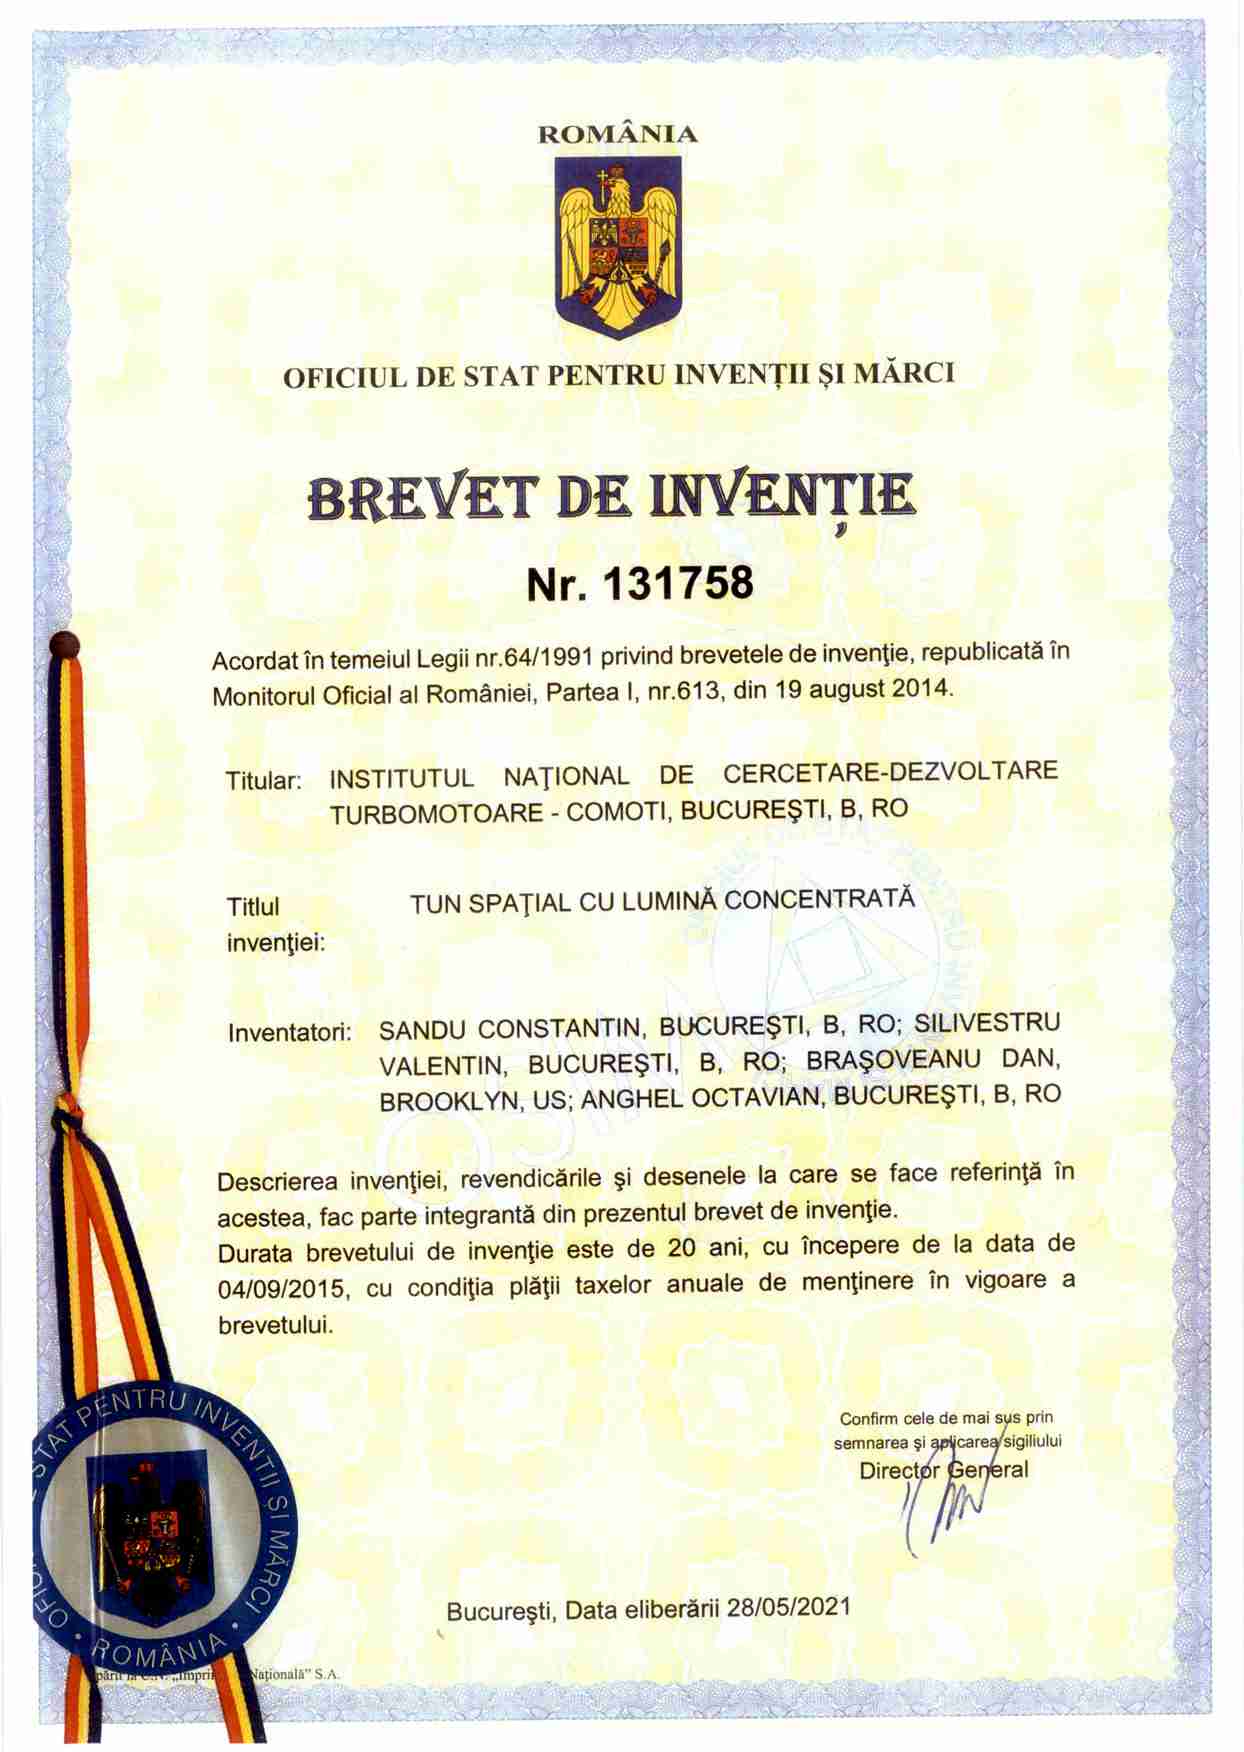 ROMÂNIA
OFICIUL DE STAT PENTRU INVENȚII ȘI MĂRCI
BREVET DE INVENȚIE
Nr. 131758
Acordat în temeiul Legii nr.64/1991 privind brevetele de invenţie, republicată în
Monitorul Oficial al României, Partea I, nr.613, din 19 august 2014.
Titular: INSTITUTUL NAŢIONAL DE CERCETARE-DEZVOLTARE
TURBOMOTOARE - COMOTI, BUCUREŞTI, B, RO
Titlul TUN SPAŢIAL CU LUMINĂ CONCENTRATĂ
invenţiei:
Inventatori: SANDU CONSTANTIN, BUCUREŞTI, B, RO; SILIVESTRU
VALENTIN, BUCUREŞTI, B, RO; BRAŞOVEANU DAN,
BROOKLYN, US; ANGHEL OCTAVIAN, BUCUREŞTI, B, RO
OSIM
Descrierea invenţiei, revendicările şi desenele la care se face referinţă în
acestea, fac parte integrantă din prezentul brevet de invenţie.
Durata brevetului de invenţie este de 20 ani, cu începere de la data de
04/09/2015, cu condiţia plăţii taxelor anuale de menţinere în vigoare a
brevetului.
Confirm cele de mai sus prin
semnarea şi aplicarea sigiliului
Director General
STAT PENTRU INVENȚII ȘI MĂRCI • ROMÂNIA •
Bucureşti, Data eliberării 28/05/2021
Națională” S.A.